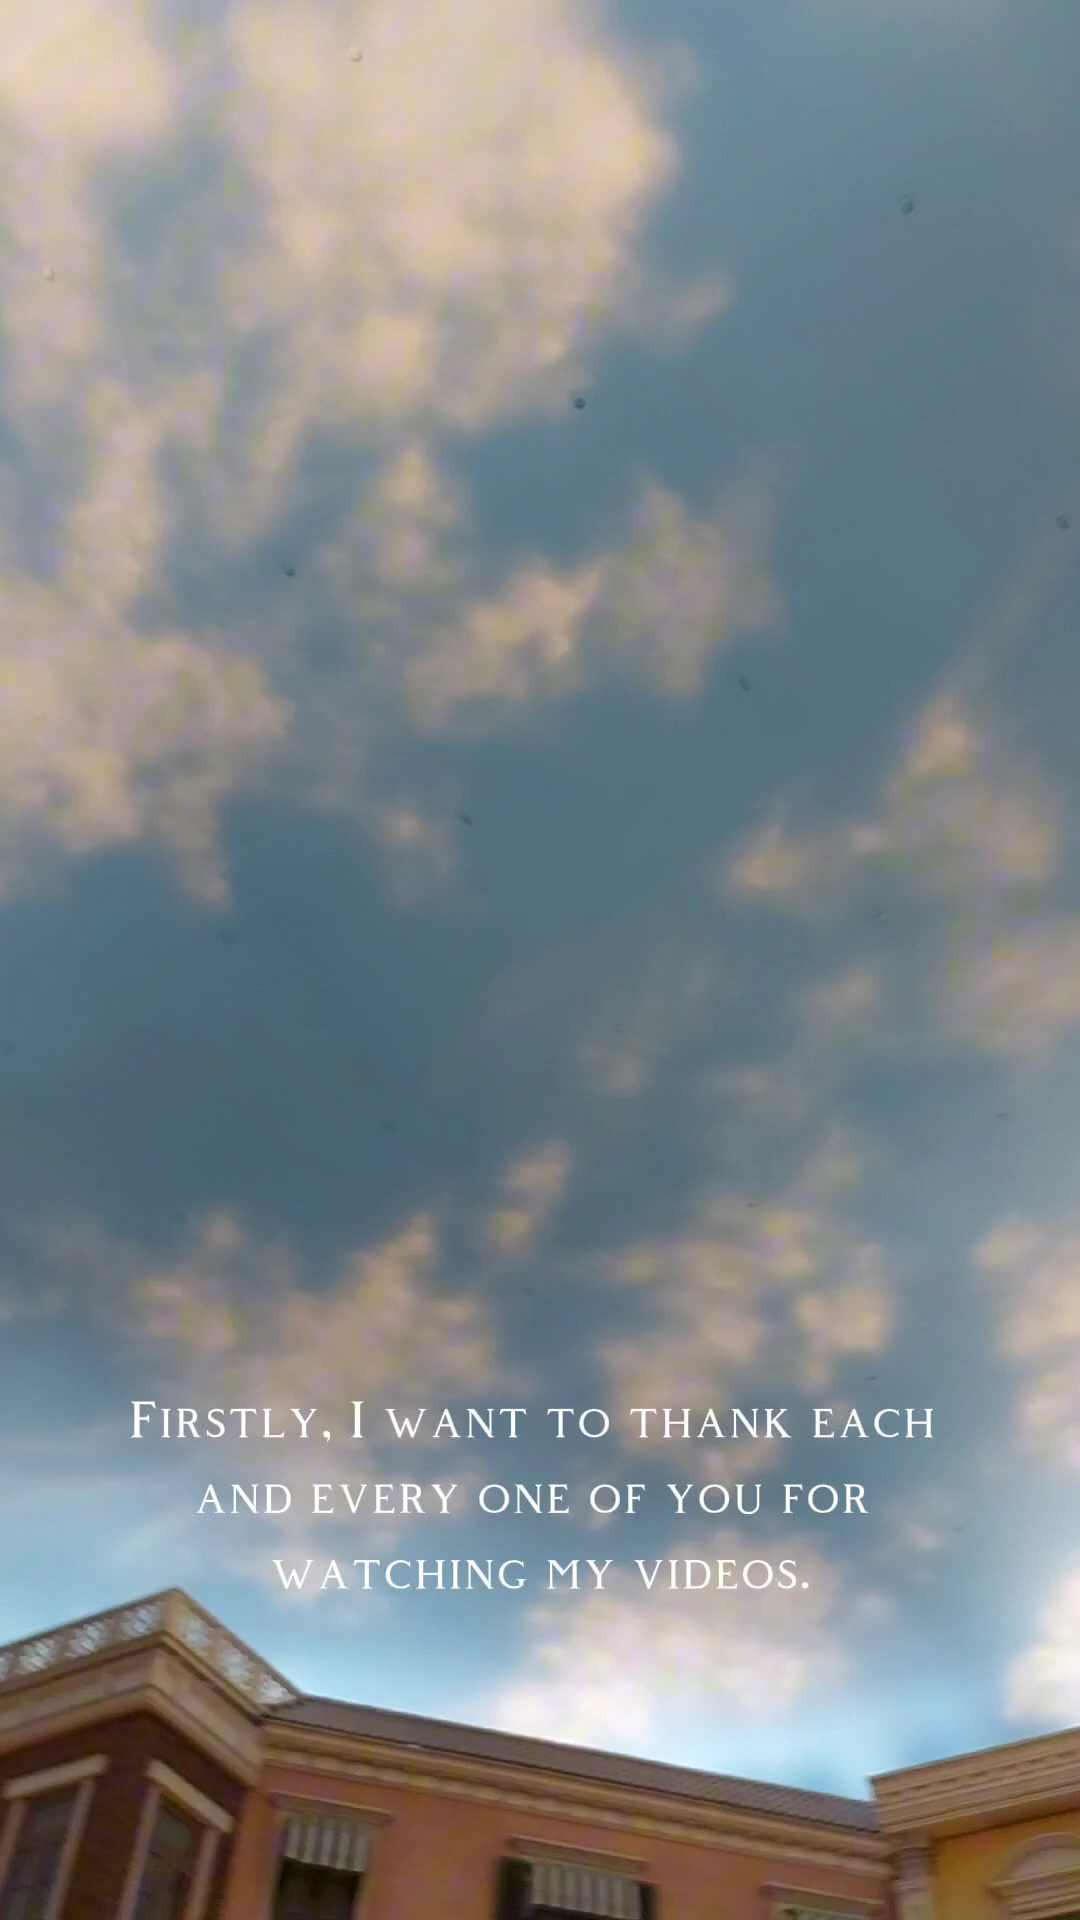 Firstly, I want to thank each
and every one of you for
watching my videos.